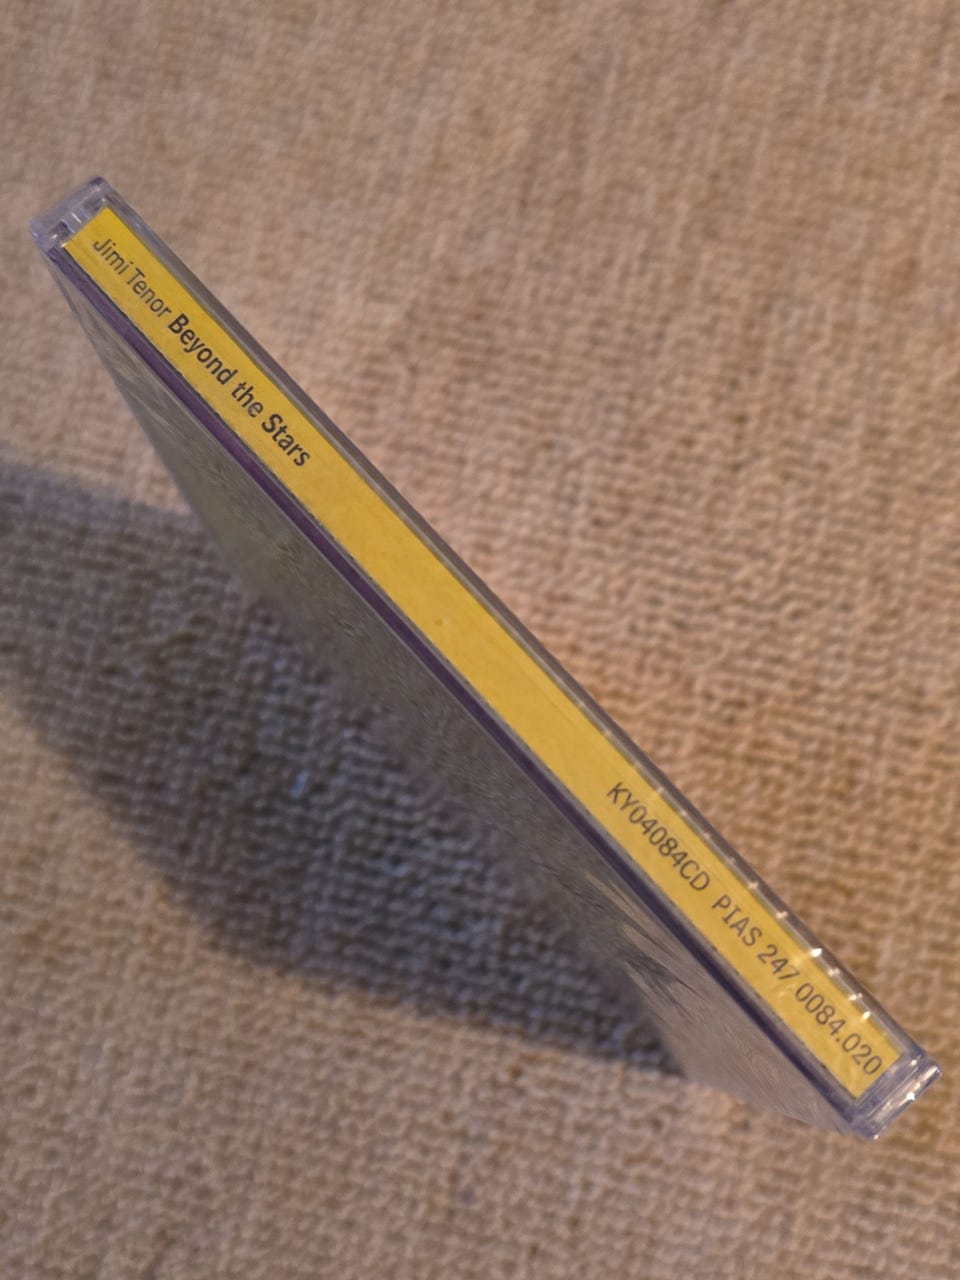 Jimi Tenor Beyond the Stars
KY04084CD PIAS 247.0084.020